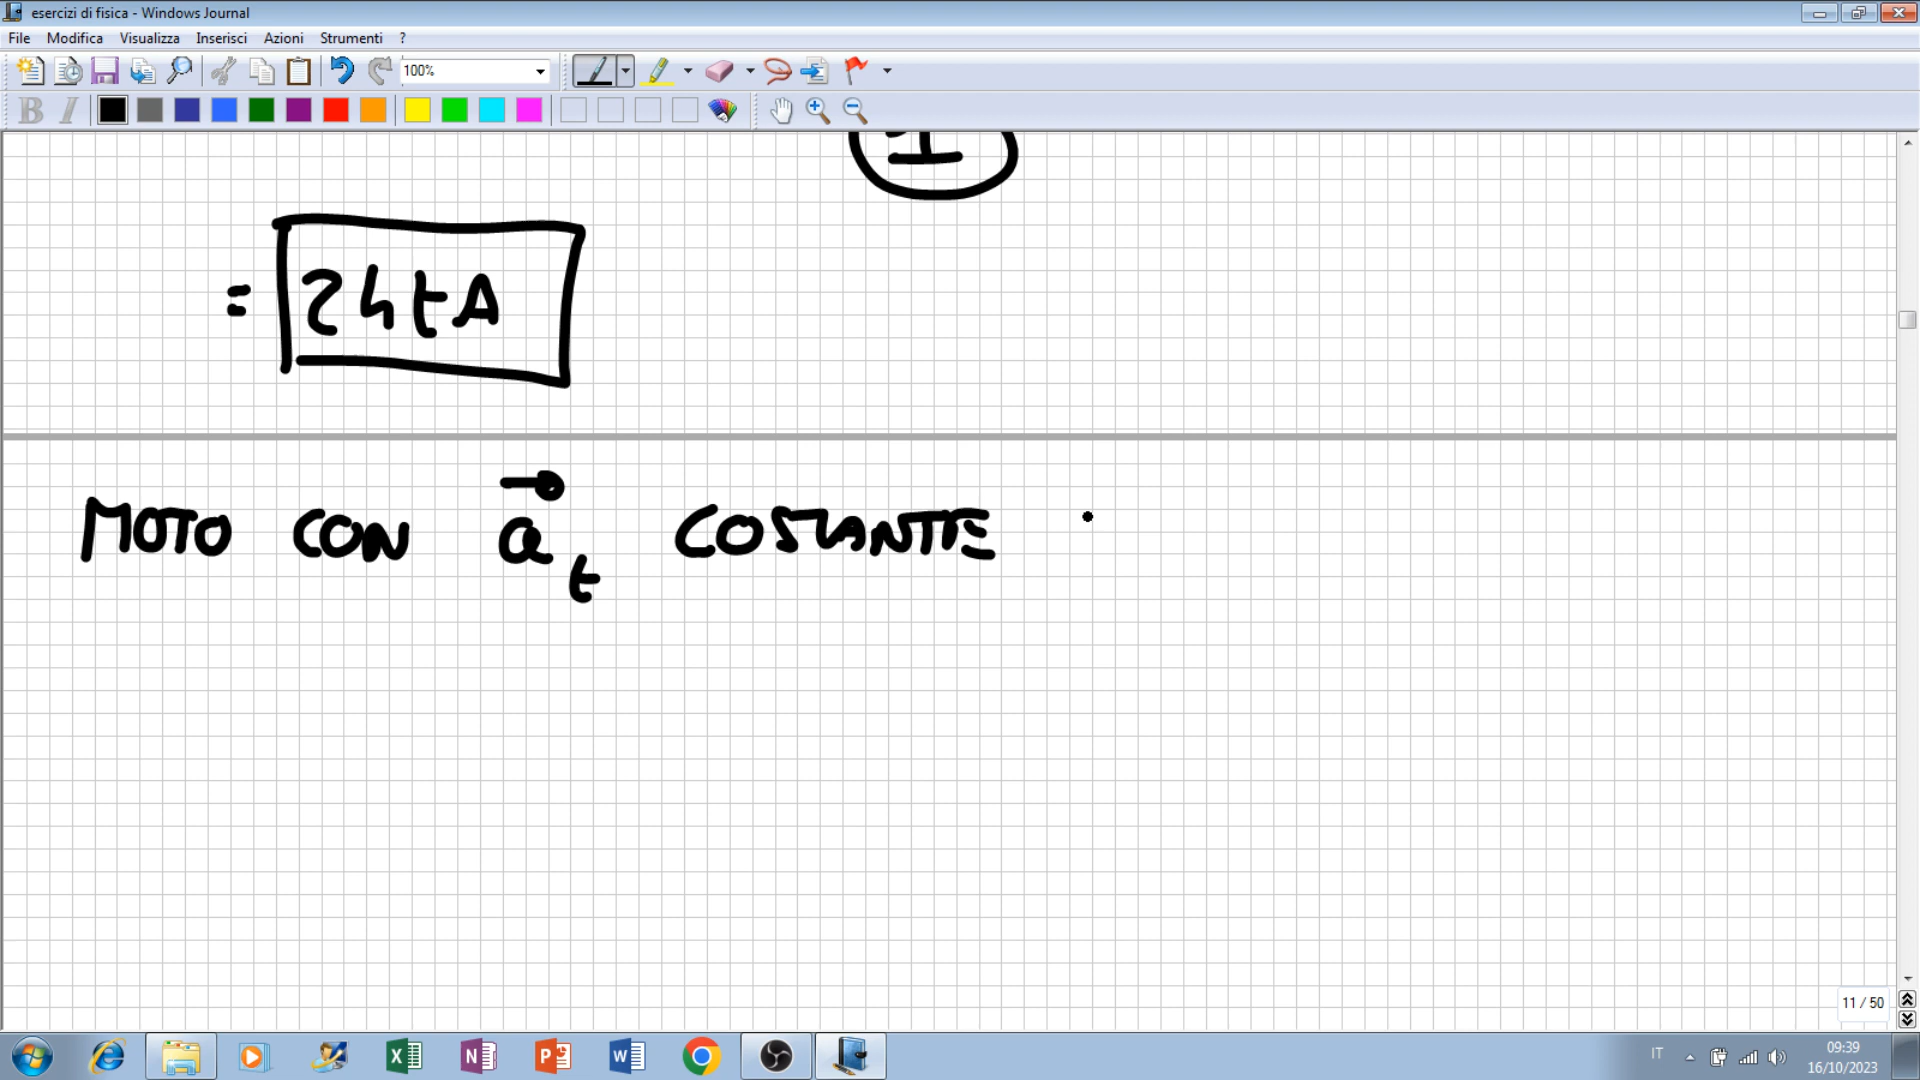 esercizi di fisica - Windows Journal
File Modifica Visualizza Inserisci Azioni Strumenti ?
100%
B I
I
= 24tA
MOTO CON a⃗t COSTANTE
11 / 50
IT 09:39
16/10/2023